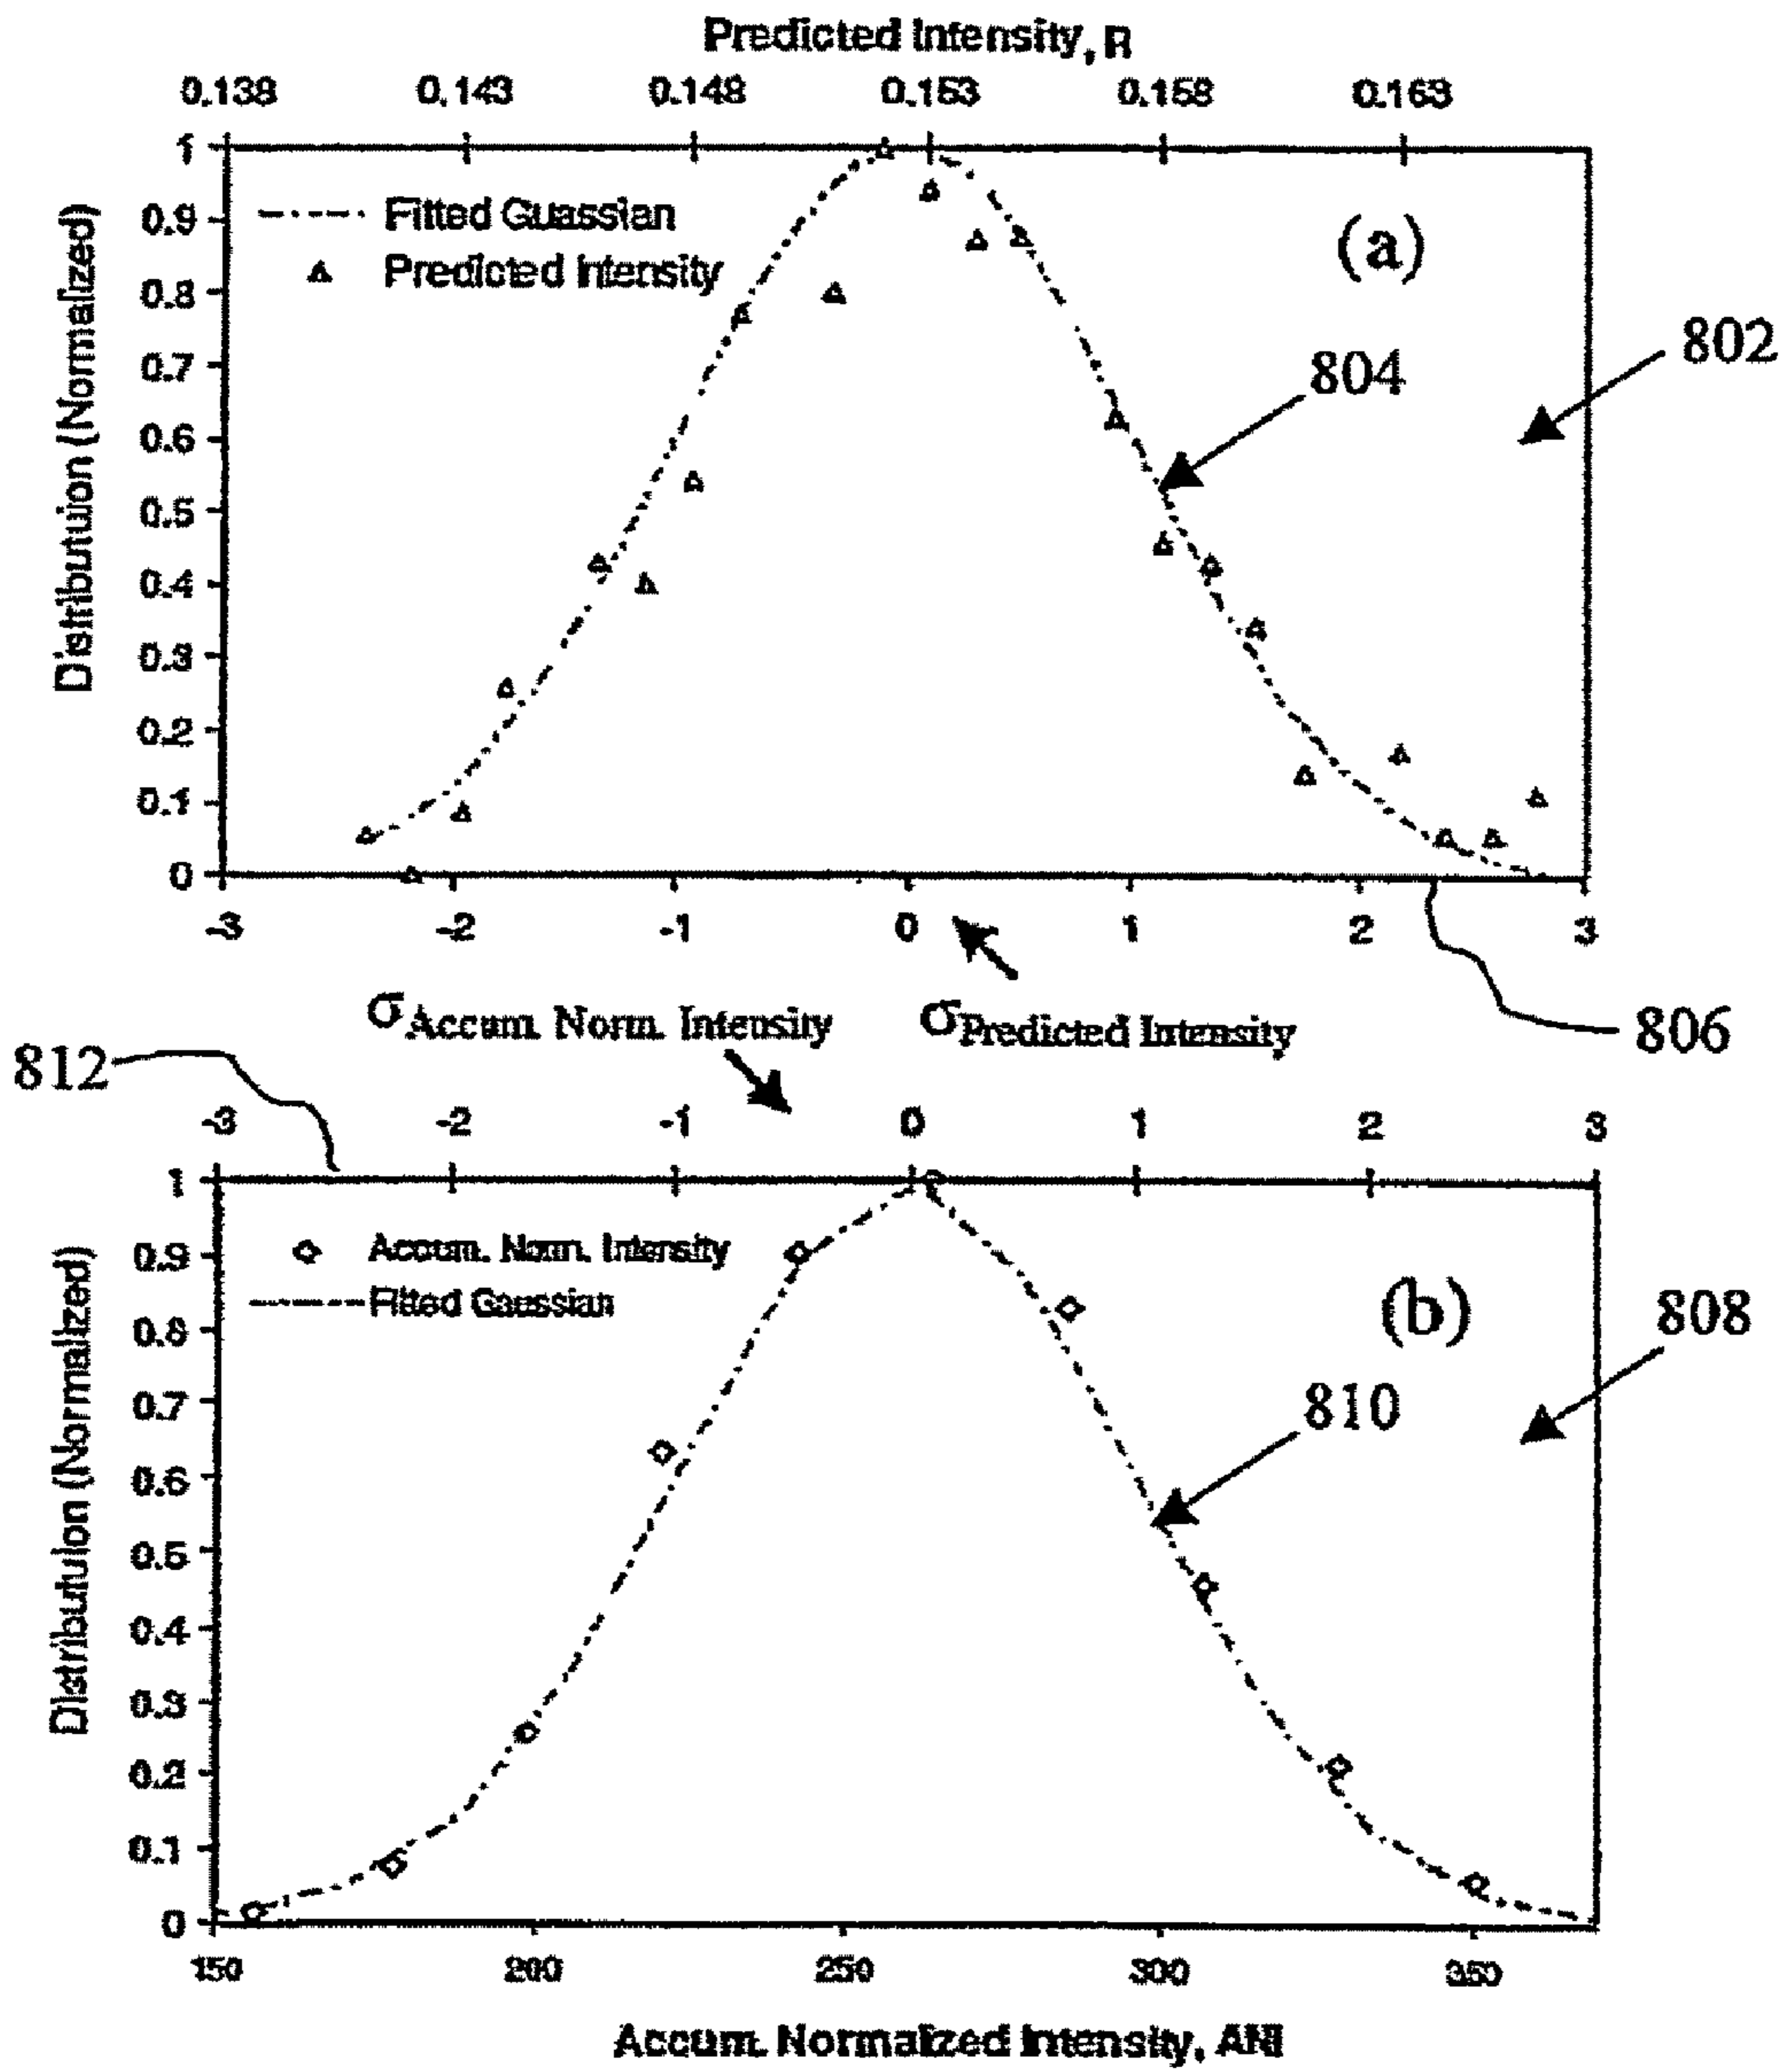 Predicted Intensity, R
0.138 0.143 0.148 0.153 0.158 0.163
Distributuion (Normalized)
1
0.9
0.8
0.7
0.6
0.5
0.4
0.3
0.2
0.1
0
Fitted Guassian
Predicted Intensity
(a)
802
804
-3 -2 -1 0 1 2 3
σAccum. Norm. Intensity
σPredicted Intensity
806
812
-3 -2 -1 0 1 2 3
Distributuion (Normalized)
1
0.9
0.8
0.7
0.6
0.5
0.4
0.3
0.2
0.1
0
Accum. Norm. Intensity
Fitted Gaussian
(b)
808
810
150 200 250 300 350
Accum. Normalized Intensity, ANI